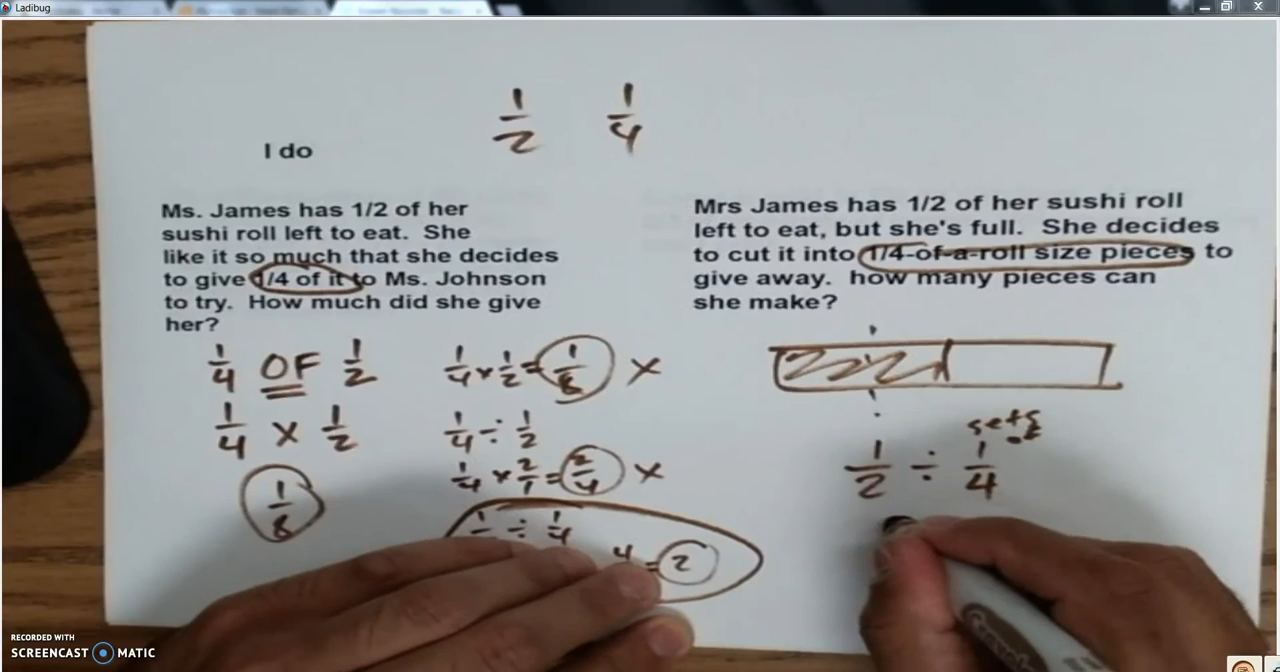 Ladibug
1/2 1/4
I do
Ms. James has 1/2 of her
sushi roll left to eat. She
like it so much that she decides
to give 1/4 of it to Ms. Johnson
to try. How much did she give
her?
1/4 OF 1/2
1/4 x 1/2
1/8
1/4 x 1/2 = 1/8 x
1/4 ÷ 1/2
1/4 x 2/1 = 2/4 x
÷ 1/4
4 = 2
Mrs James has 1/2 of her sushi roll
left to eat, but she's full. She decides
to cut it into 1/4-of-a-roll size pieces to
give away. how many pieces can
she make?
sets
1/2 ÷ 1/4
RECORDED WITH
SCREENCAST MATIC